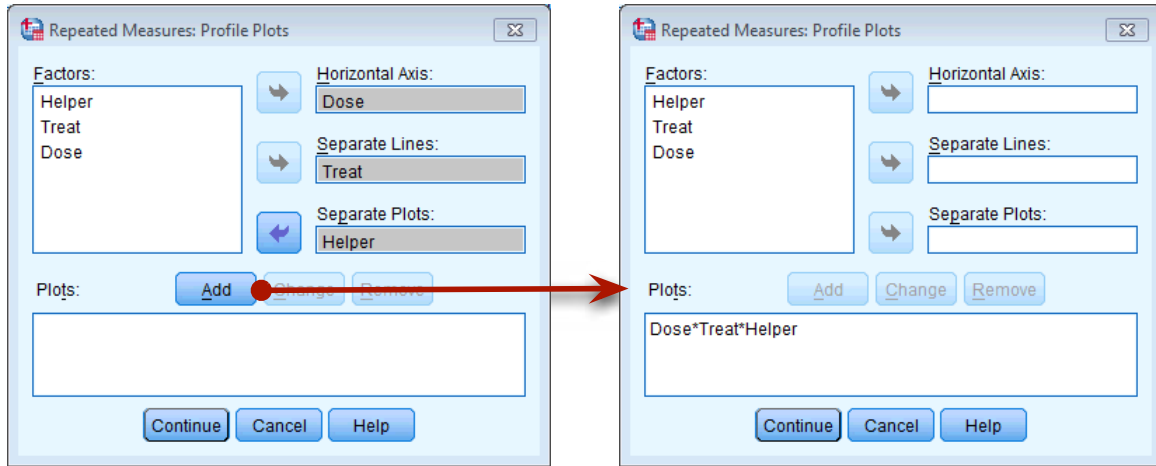 Repeated Measures: Profile Plots
Factors:
Helper
Treat
Dose
Horizontal Axis:
Dose
Separate Lines:
Treat
Separate Plots:
Helper
Plots:
Add
Change
Remove
Continue
Cancel
Help
Repeated Measures: Profile Plots
Factors:
Helper
Treat
Dose
Horizontal Axis:
Separate Lines:
Separate Plots:
Plots:
Add
Change
Remove
Dose*Treat*Helper
Continue
Cancel
Help